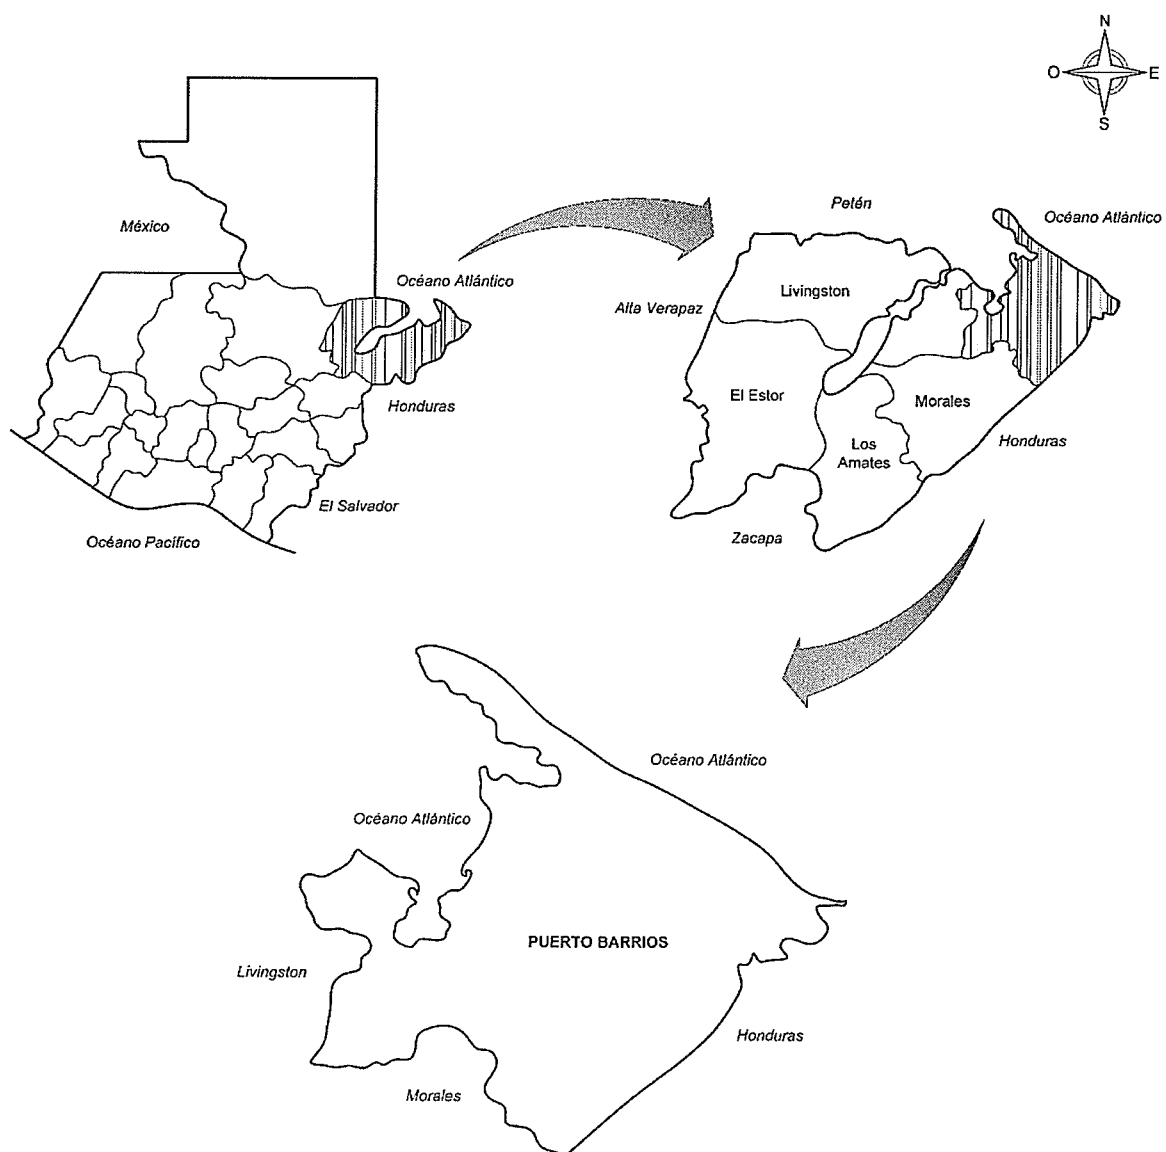 N
O
E
S
México
Océano Atlántico
Honduras
El Salvador
Océano Pacífico
Petén
Océano Atlántico
Alta Verapaz
Livingston
El Estor
Morales
Los
Amates
Honduras
Zacapa
Océano Atlántico
Océano Atlántico
PUERTO BARRIOS
Livingston
Honduras
Morales